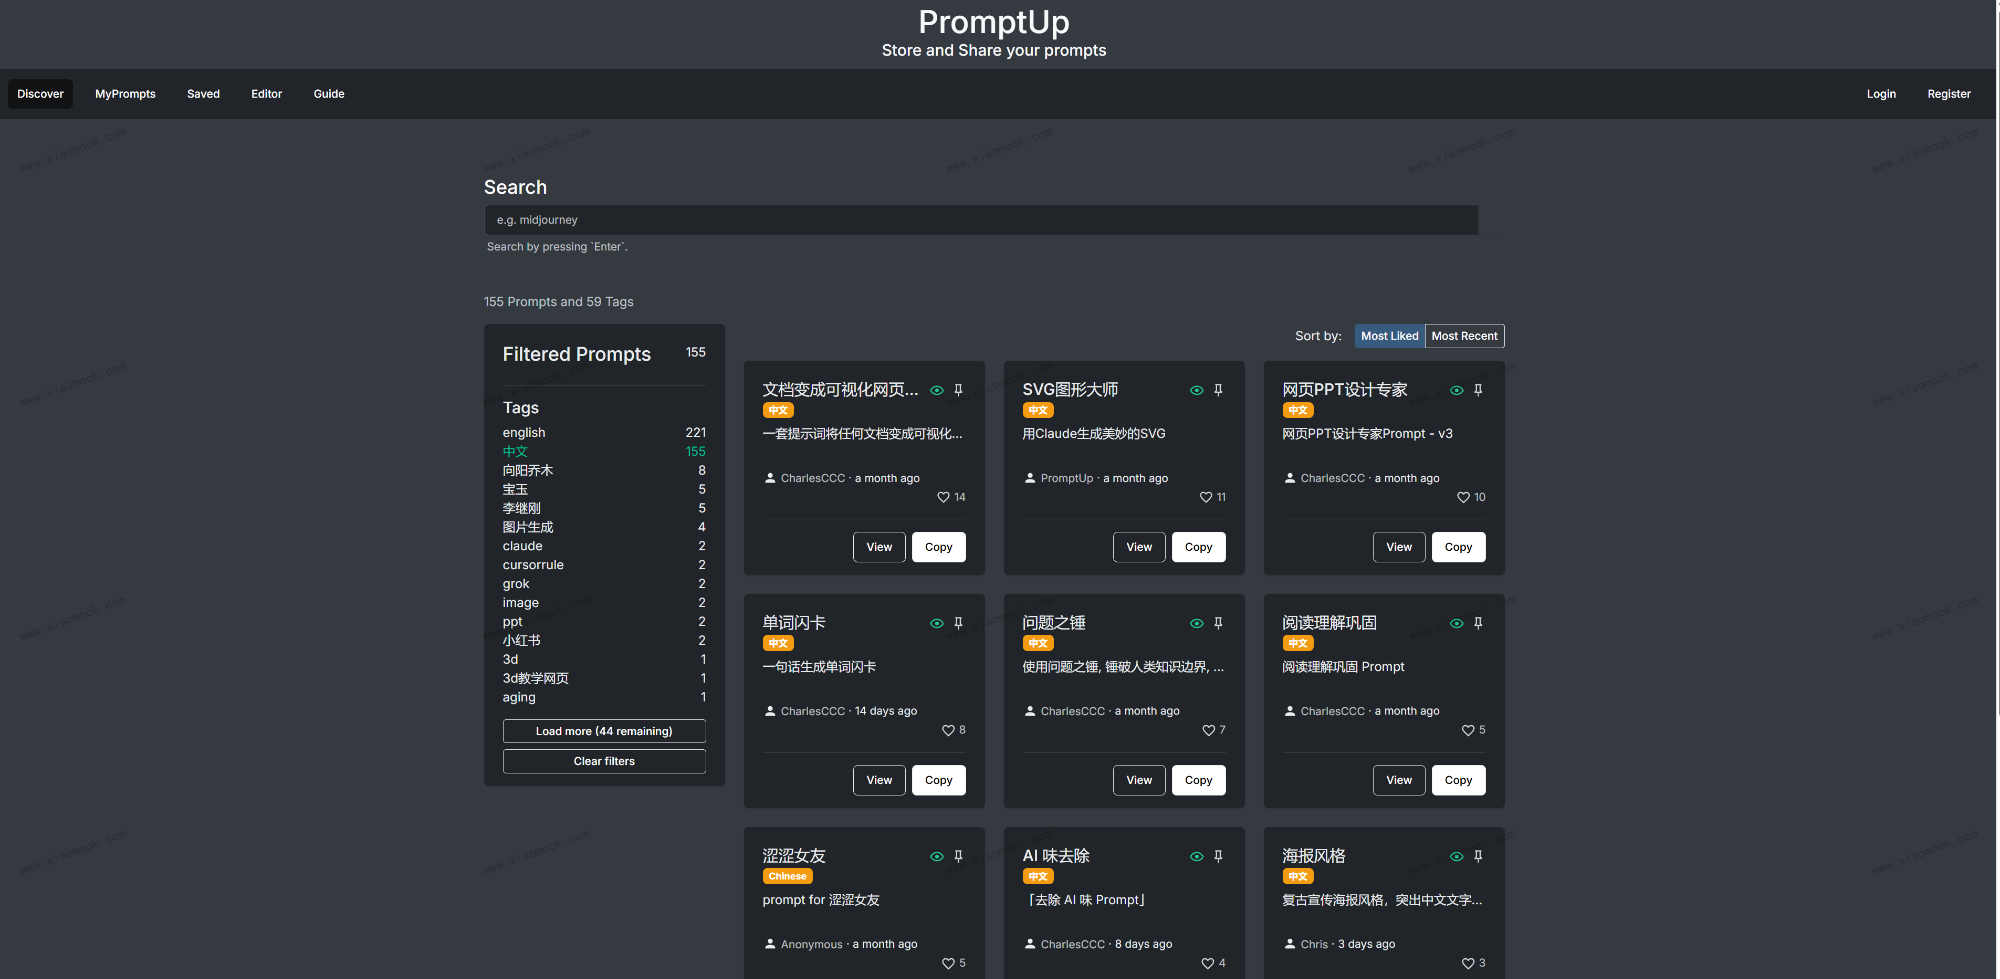 PromptUp
Store and Share your prompts
Discover MyPrompts Saved Editor Guide Login Register
www.xiaomook.com www.xiaomook.com www.xiaomook.com www.xiaomook.com www.xiaomook.com
Search
e.g. midjourney
Search by pressing `Enter`.
155 Prompts and 59 Tags
Filtered Prompts 155
Tags
english 221
中文 155
向阳乔木 8
宝玉 5
李继刚 5
图片生成 4
claude 2
cursorrule 2
grok 2
image 2
ppt 2
小红书 2
3d 1
3d教学网页 1
aging 1
Load more (44 remaining)
Clear filters
Sort by: Most Liked Most Recent
文档变成可视化网页...
中文
一套提示词将任何文档变成可视化...
CharlesCCC · a month ago
14
View Copy
SVG图形大师
中文
用Claude生成美妙的SVG
PromptUp · a month ago
11
View Copy
网页PPT设计专家
中文
网页PPT设计专家Prompt - v3
CharlesCCC · a month ago
10
View Copy
单词闪卡
中文
一句话生成单词闪卡
CharlesCCC · 14 days ago
8
View Copy
问题之锤
中文
使用问题之锤, 锤破人类知识边界, ...
CharlesCCC · a month ago
7
View Copy
阅读理解巩固
中文
阅读理解巩固 Prompt
CharlesCCC · a month ago
5
View Copy
涩涩女友
Chinese
prompt for 涩涩女友
Anonymous · a month ago
5
AI 味去除
中文
「去除 AI 味 Prompt」
CharlesCCC · 8 days ago
4
海报风格
中文
复古宣传海报风格，突出中文文字...
Chris · 3 days ago
3